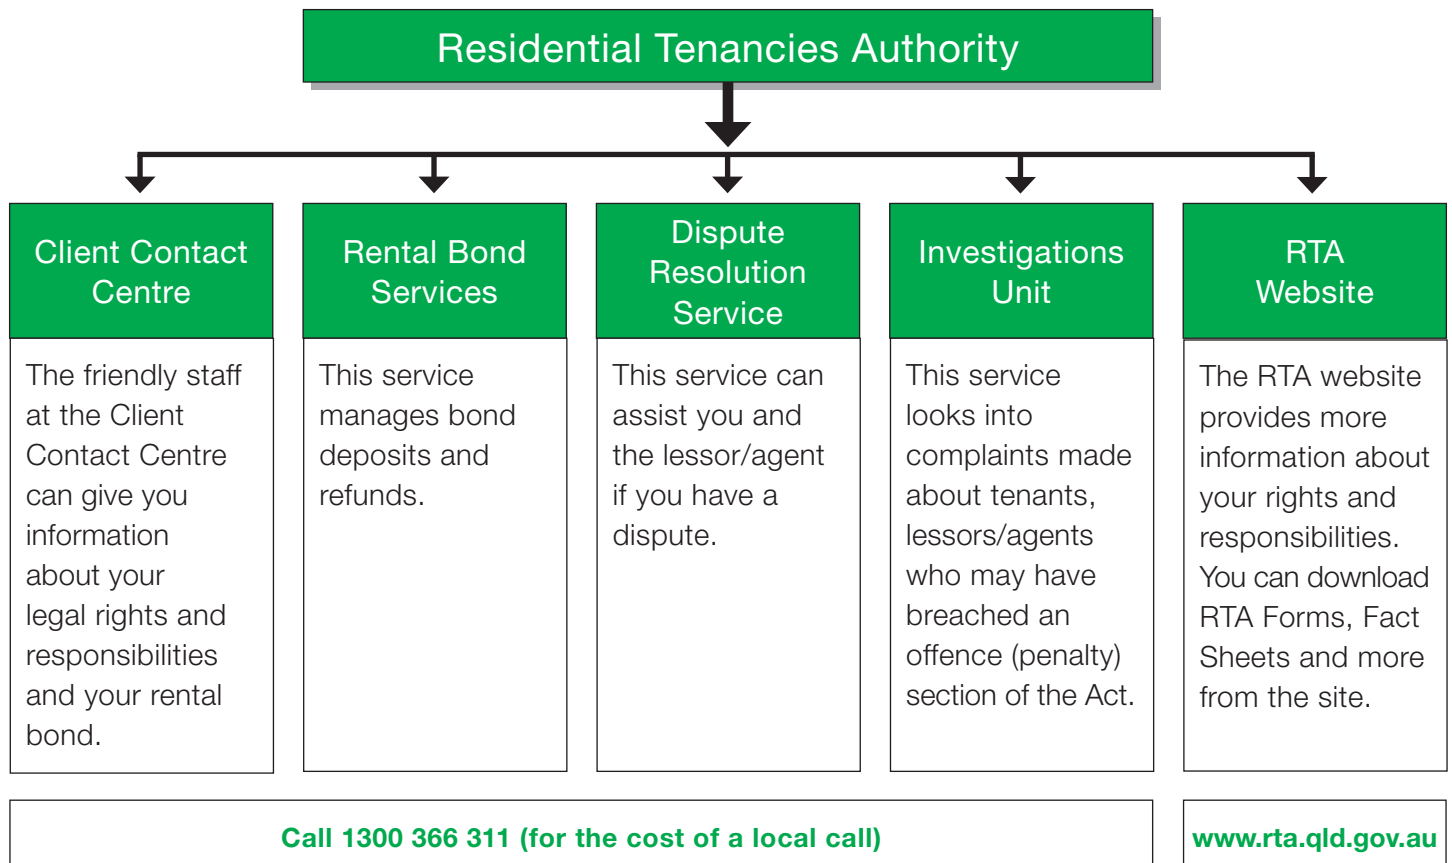 Residential Tenancies Authority
Client Contact
Centre
The friendly staff
at the Client
Contact Centre
can give you
information
about your
legal rights and
responsibilities
and your rental
bond.
Rental Bond
Services
This service
manages bond
deposits and
refunds.
Dispute
Resolution
Service
This service can
assist you and
the lessor/agent
if you have a
dispute.
Investigations
Unit
This service
looks into
complaints made
about tenants,
lessors/agents
who may have
breached an
offence (penalty)
section of the Act.
RTA
Website
The RTA website
provides more
information about
your rights and
responsibilities.
You can download
RTA Forms, Fact
Sheets and more
from the site.
Call 1300 366 311 (for the cost of a local call)
www.rta.qld.gov.au